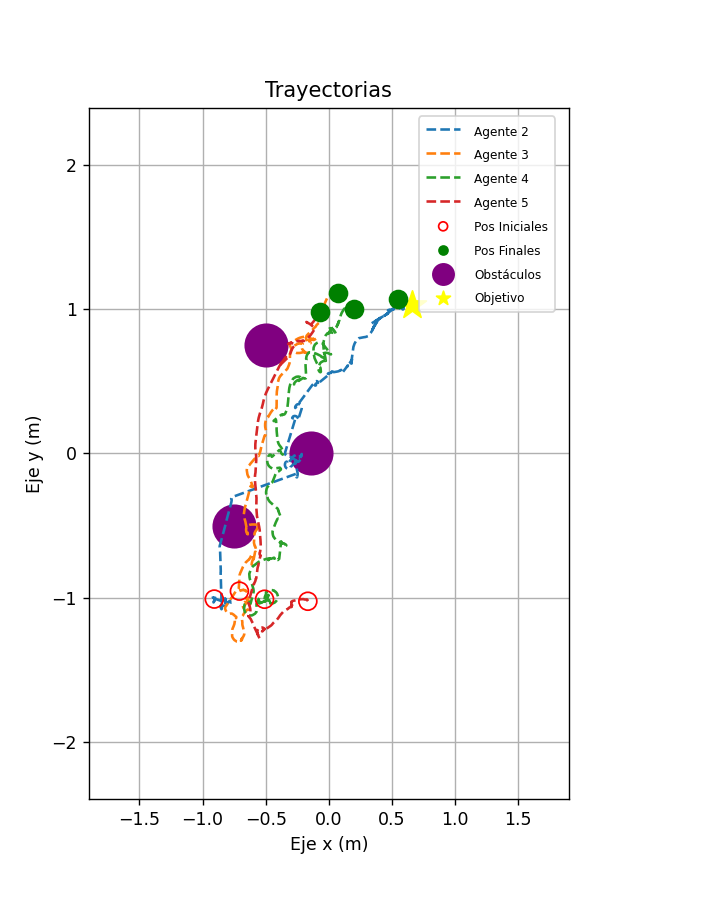 Trayectorias
Agente 2
Agente 3
Agente 4
Agente 5
Pos Iniciales
Pos Finales
Obstáculos
Objetivo
Eje y (m)
2
1
0
−1
−2
−1.5
−1.0
−0.5
0.0
0.5
1.0
1.5
Eje x (m)